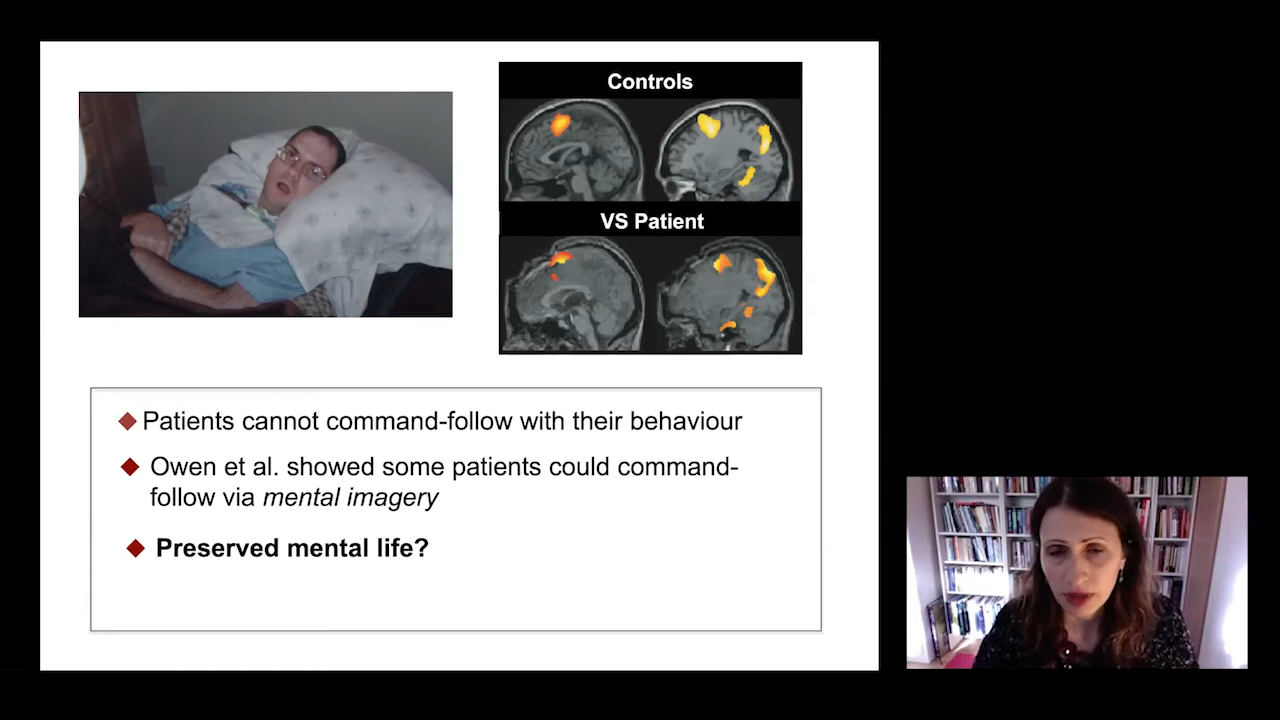 Controls
VS Patient
Patients cannot command-follow with their behaviour
Owen et al. showed some patients could command-
follow via mental imagery
Preserved mental life?